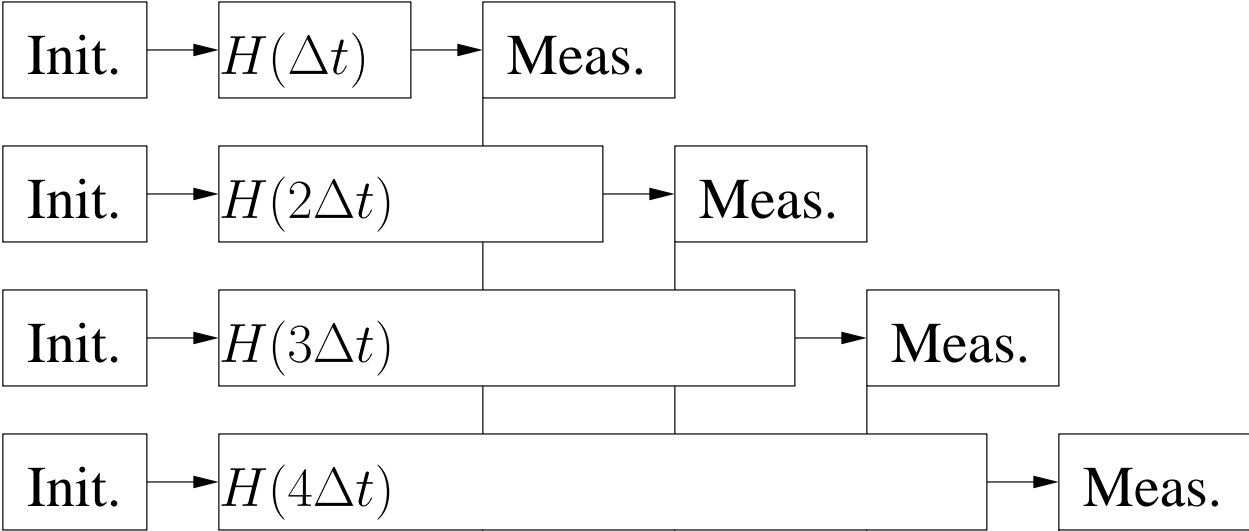 Init. H(Δt) Meas.
Init. H(2Δt) Meas.
Init. H(3Δt) Meas.
Init. H(4Δt) Meas.